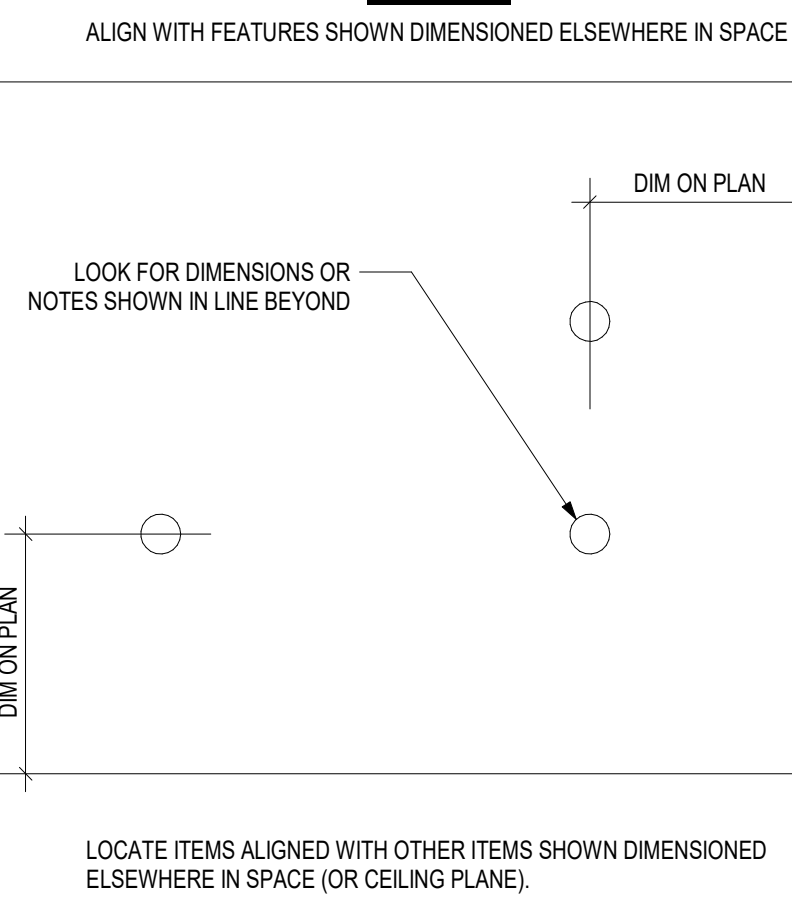 ALIGN WITH FEATURES SHOWN DIMENSIONED ELSEWHERE IN SPACE
DIM ON PLAN
LOOK FOR DIMENSIONS OR
NOTES SHOWN IN LINE BEYOND
DIM ON PLAN
LOCATE ITEMS ALIGNED WITH OTHER ITEMS SHOWN DIMENSIONED
ELSEWHERE IN SPACE (OR CEILING PLANE).